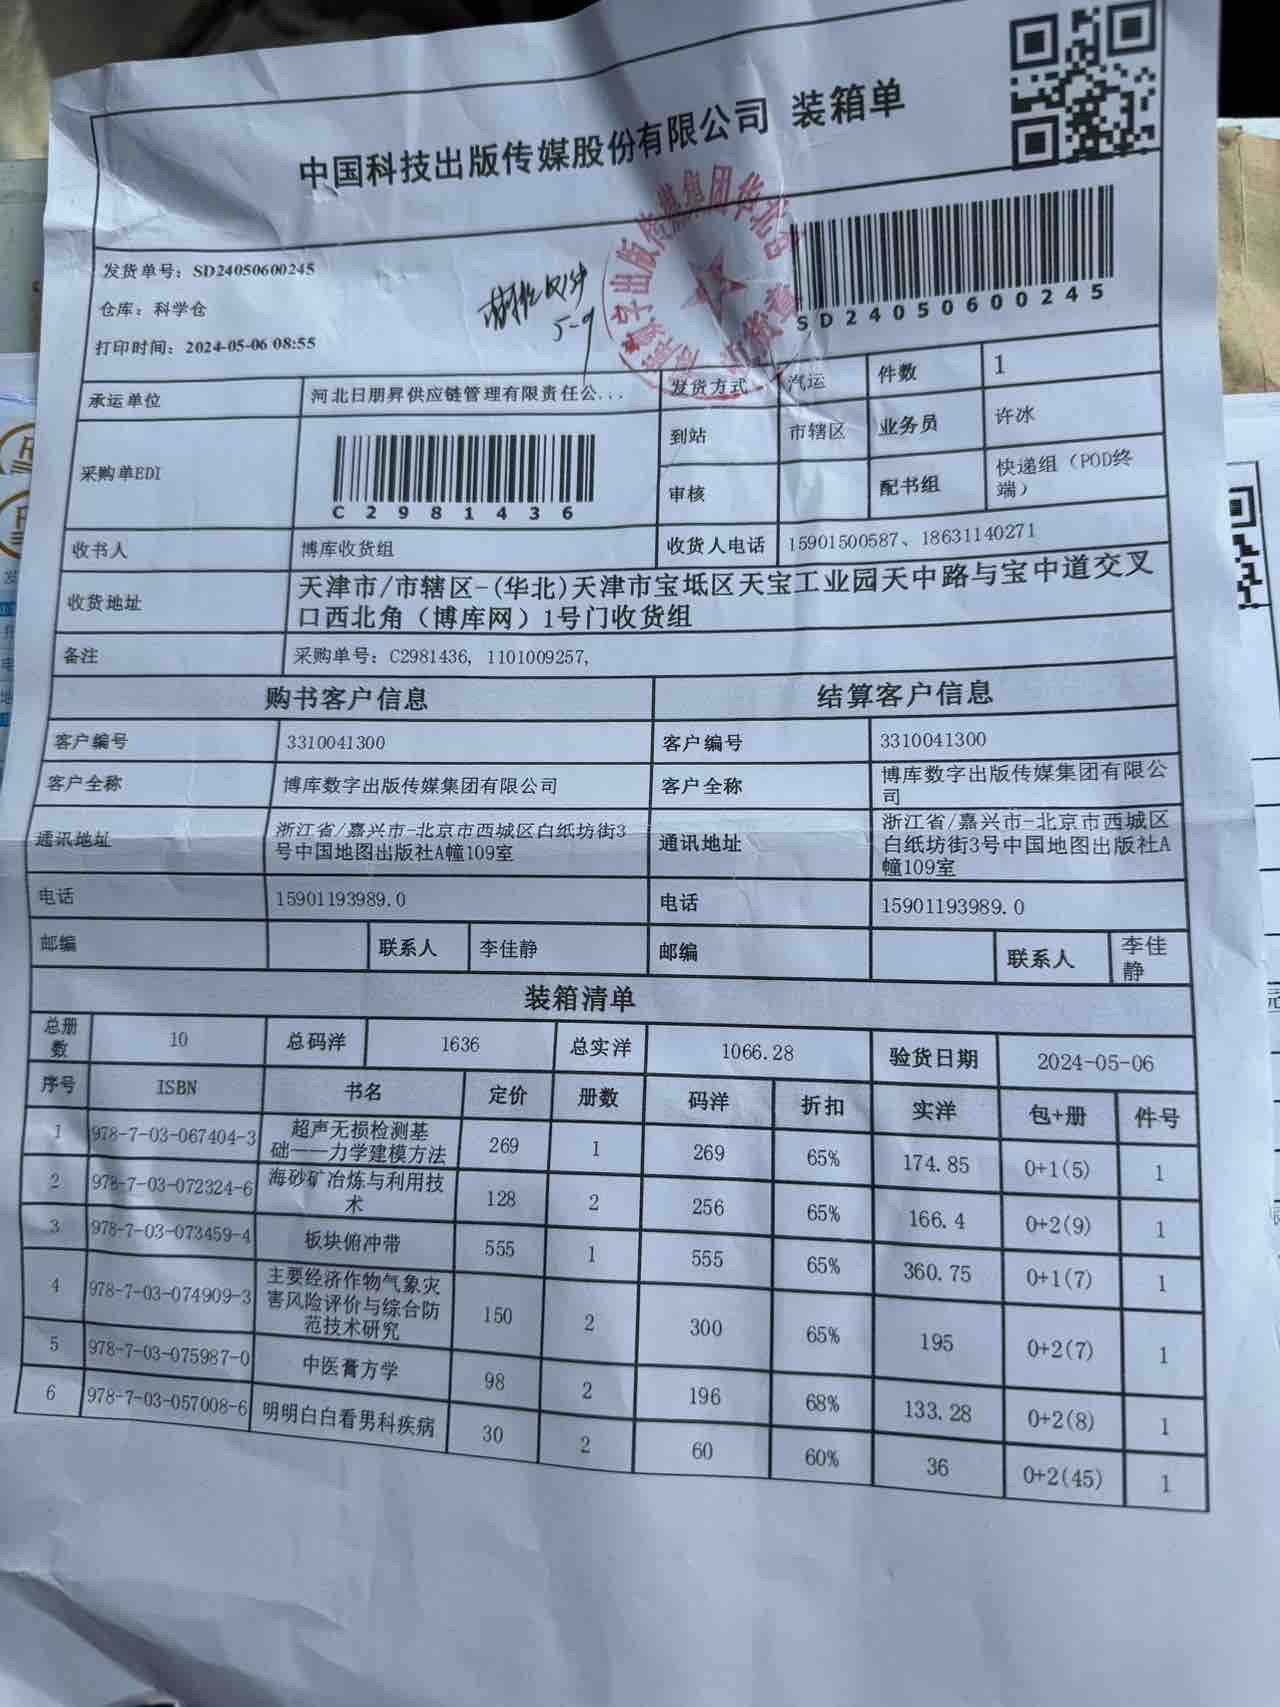 中国科技出版传媒股份有限公司 装箱单
发货单号：SD24050600245
仓库：科学仓
打印时间：2024-05-06 08:55
5-9
SD24050600245
承运单位 河北日朋昇供应链管理有限责任公... 发货方式 汽运 件数 1
采购单EDI C2981436 到站 市辖区 业务员 许冰
审核 配书组 快递组（POD终
端）
收书人 博库收货组 收货人电话 15901500587、18631140271
收货地址 天津市/市辖区-(华北)天津市宝坻区天宝工业园天中路与宝中道交叉
口西北角（博库网）1号门收货组
备注 采购单号：C2981436, 1101009257,
购书客户信息 结算客户信息
客户编号 3310041300 客户编号 3310041300
客户全称 博库数字出版传媒集团有限公司 客户全称 博库数字出版传媒集团有限公
司
通讯地址 浙江省/嘉兴市-北京市西城区白纸坊街3
号中国地图出版社A幢109室
通讯地址 浙江省/嘉兴市-北京市西城区
白纸坊街3号中国地图出版社A
幢109室
电话 15901193989.0 电话 15901193989.0
邮编 联系人 李佳静 邮编 联系人 李佳
静
装箱清单
总册
数 10 总码洋 1636 总实洋 1066.28 验货日期 2024-05-06
序号 ISBN 书名 定价 册数 码洋 折扣 实洋 包+册 件号
1 978-7-03-067404-3 超声无损检测基
础——力学建模方法 269 1 269 65% 174.85 0+1(5) 1
2 978-7-03-072324-6 海砂矿冶炼与利用技
术 128 2 256 65% 166.4 0+2(9) 1
3 978-7-03-073459-4 板块俯冲带 555 1 555 65% 360.75 0+1(7) 1
4 978-7-03-074909-3 主要经济作物气象灾
害风险评价与综合防
范技术研究 150 2 300 65% 195 0+2(7) 1
5 978-7-03-075987-0 中医膏方学 98 2 196 68% 133.28 0+2(8) 1
6 978-7-03-057008-6 明明白白看男科疾病 30 2 60 60% 36 0+2(45) 1